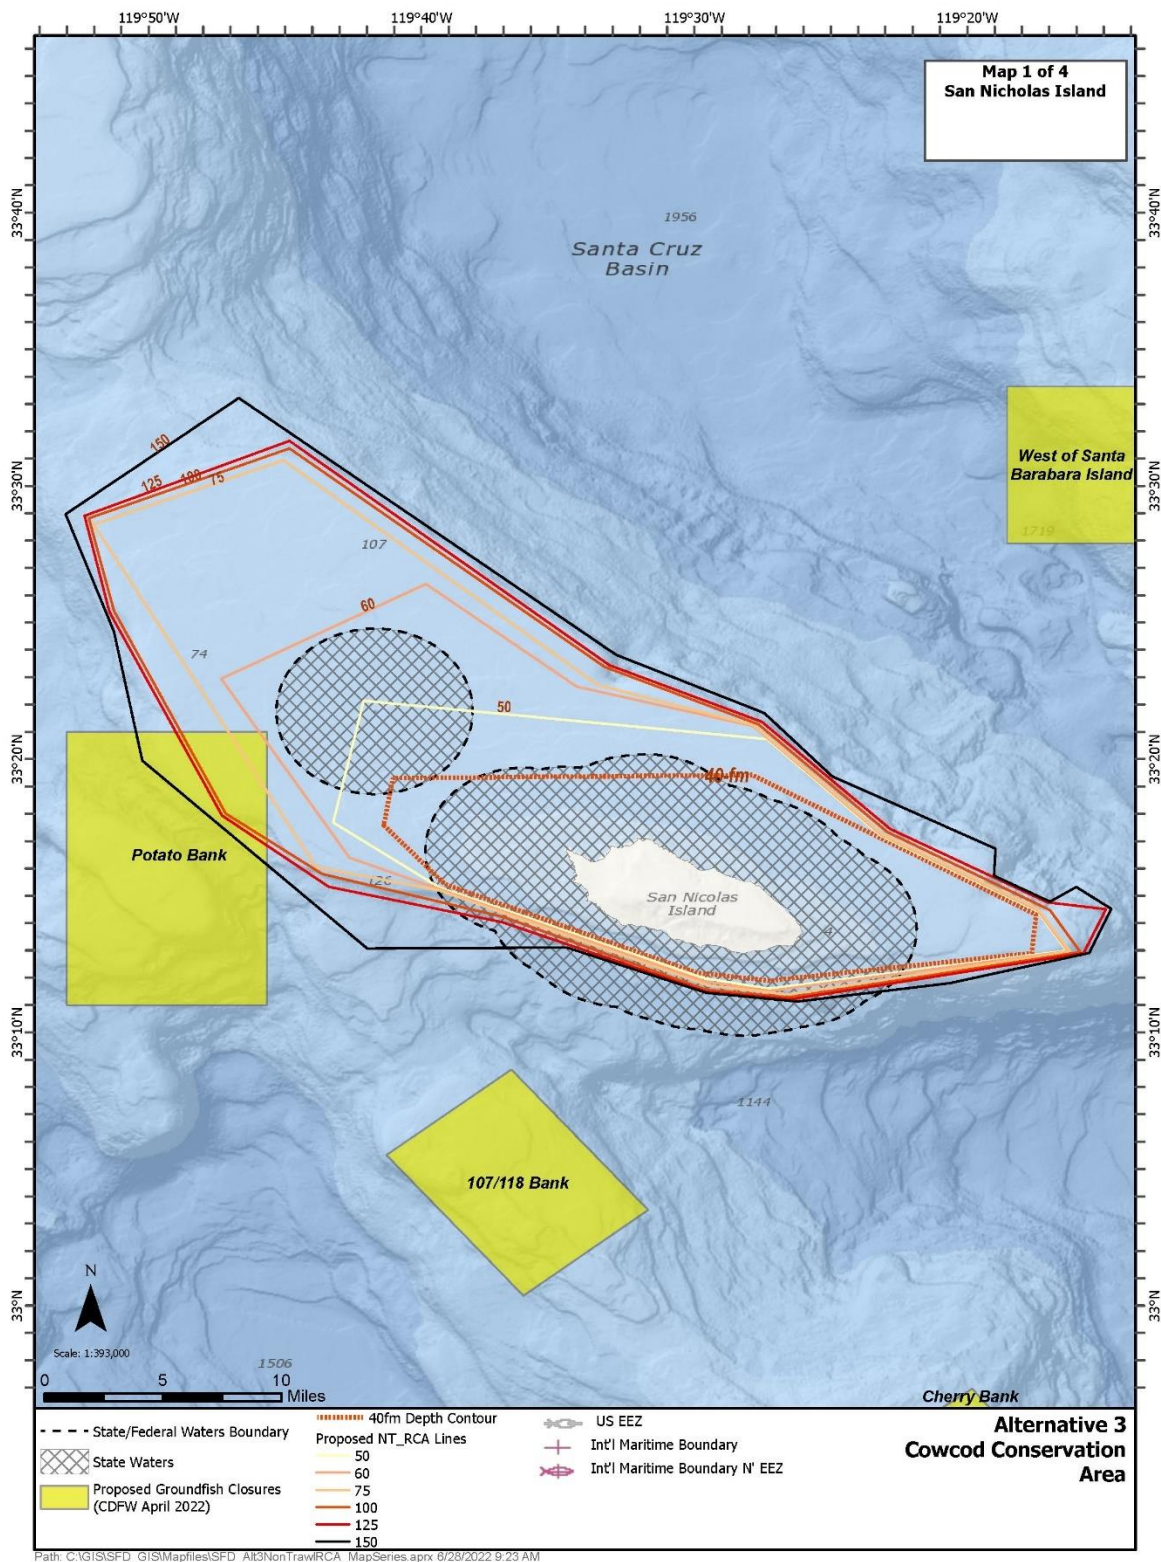 119°50'W 119°40'W 119°30'W 119°20'W
Map 1 of 4
San Nicholas Island
33°40'N 33°40'N
1956
Santa Cruz
Basin
150
125 100 75
33°30'N 33°30'N
West of Santa
Barabara Island
1719
107
60
74
50
33°20'N 33°20'N
40-fm
Potato Bank
126
San Nicolas
Island
4
33°10'N 33°10'N
1144
107/118 Bank
33°N 33°N
N
Scale: 1:393,000
1506
0 5 10
Miles
Cherry Bank
State/Federal Waters Boundary
State Waters
Proposed Groundfish Closures
(CDFW April 2022)
40fm Depth Contour
Proposed NT_RCA Lines
50
60
75
100
125
150
US EEZ
Int'l Maritime Boundary
Int'l Maritime Boundary N' EEZ
Alternative 3
Cowcod Conservation
Area
Path: C:\GIS\SFD_GIS\Mapfiles\SFD_Alt3NonTrawlRCA_MapSeries.aprx 6/28/2022 9:23 AM